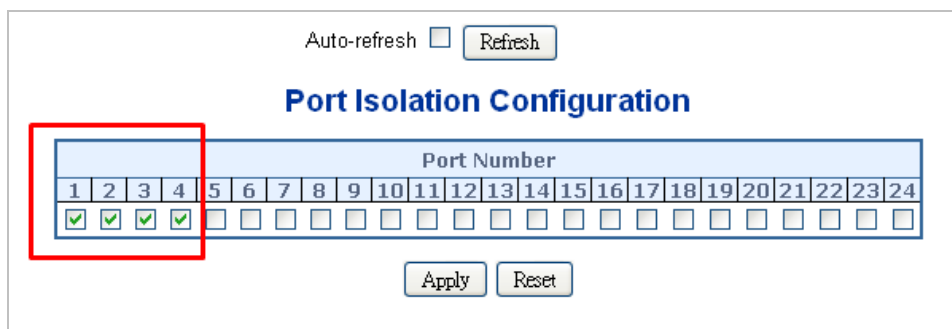 Auto-refresh Refresh
Port Isolation Configuration
Port Number
1 2 3 4 5 6 7 8 9 10 11 12 13 14 15 16 17 18 19 20 21 22 23 24
Apply Reset